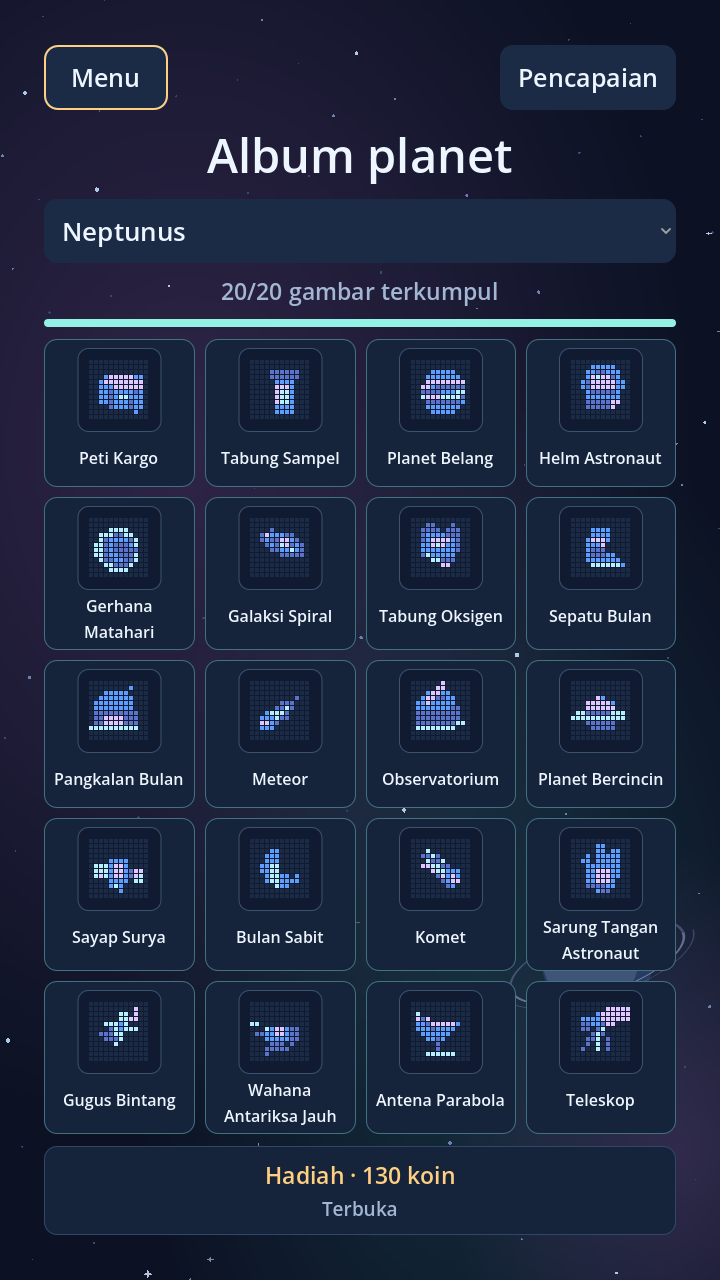 Menu
Pencapaian
Album planet
Neptunus
20/20 gambar terkumpul
Peti Kargo
Tabung Sampel
Planet Belang
Helm Astronaut
Gerhana
Matahari
Galaksi Spiral
Tabung Oksigen
Sepatu Bulan
Pangkalan Bulan
Meteor
Observatorium
Planet Bercincin
Sayap Surya
Bulan Sabit
Komet
Sarung Tangan
Astronaut
Gugus Bintang
Wahana
Antariksa Jauh
Antena Parabola
Teleskop
Hadiah · 130 koin
Terbuka